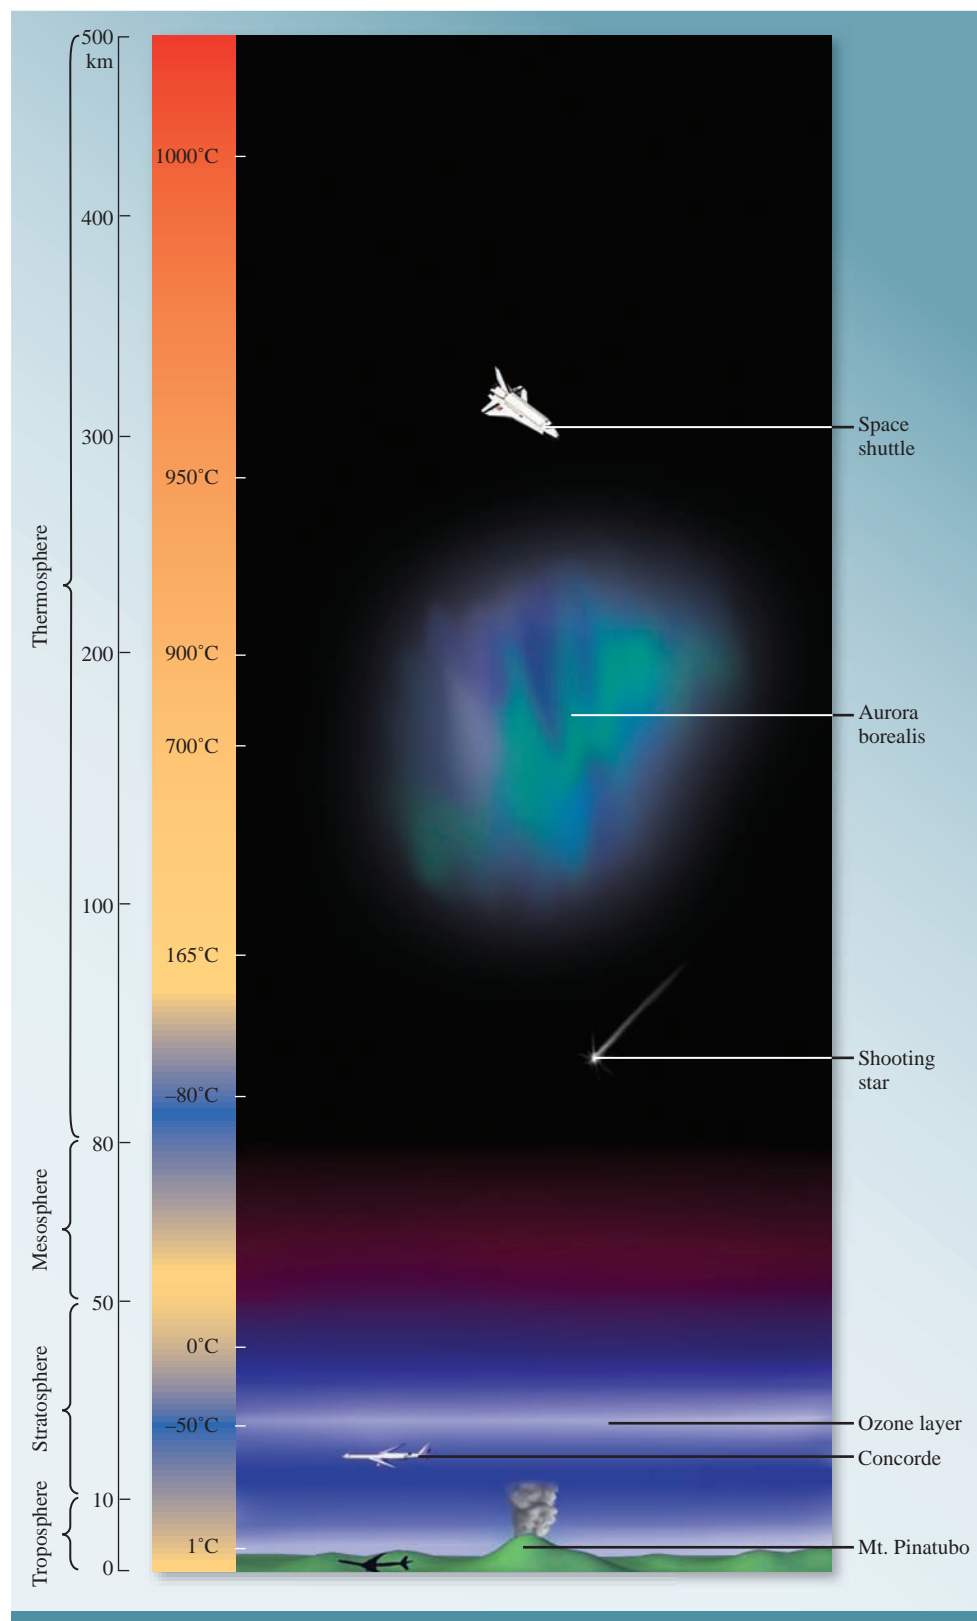 500
km
400
300
200
100
80
50
10
0
Thermosphere
Mesosphere
Stratosphere
Troposphere
1000˚C
950˚C
900˚C
700˚C
165˚C
–80˚C
0˚C
–50˚C
1˚C
Space
shuttle
Aurora
borealis
Shooting
star
Ozone layer
Concorde
Mt. Pinatubo